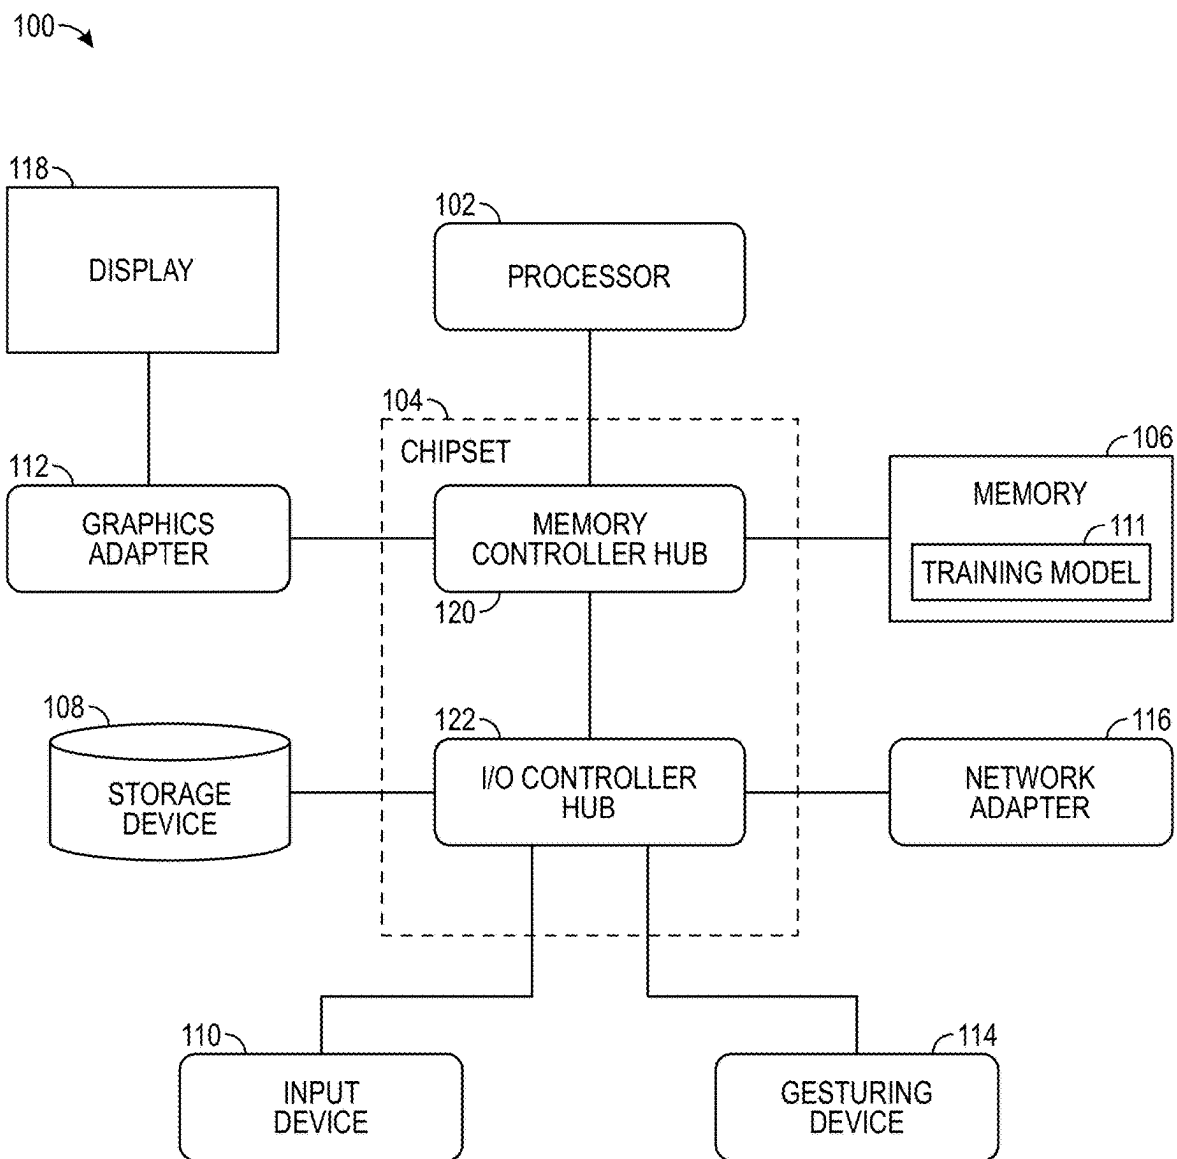 100
118
DISPLAY
102
PROCESSOR
104
CHIPSET
112
GRAPHICS
ADAPTER
MEMORY
CONTROLLER HUB
120
106
MEMORY
111
TRAINING MODEL
108
STORAGE
DEVICE
122
I/O CONTROLLER
HUB
116
NETWORK
ADAPTER
110
INPUT
DEVICE
114
GESTURING
DEVICE